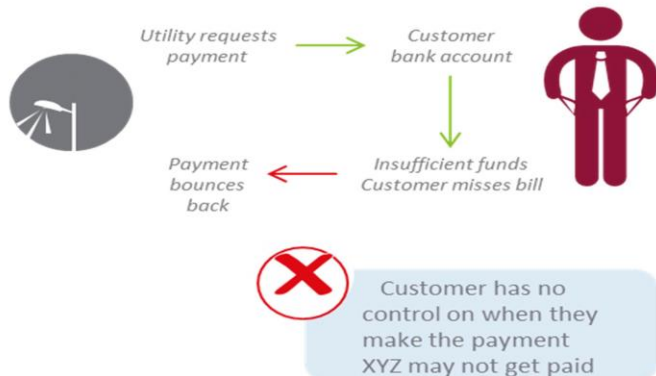 Utility requests
payment
Customer
bank account
Insufficient funds
Customer misses bill
Payment
bounces
back
Customer has no
control on when they
make the payment
XYZ may not get paid